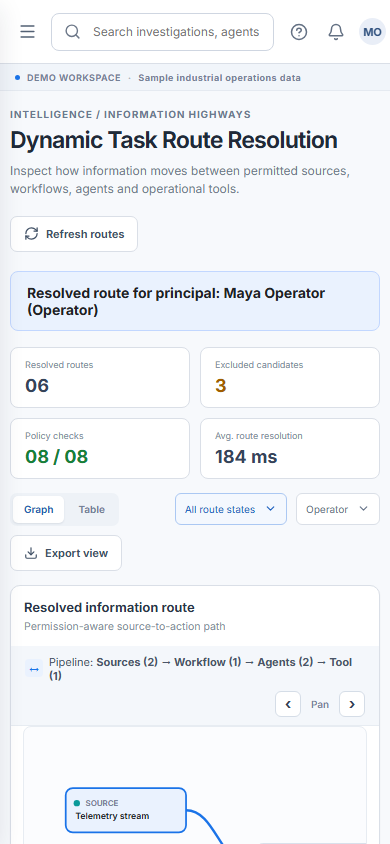 Search investigations, agents
MO
DEMO WORKSPACE · Sample industrial operations data
INTELLIGENCE / INFORMATION HIGHWAYS
Dynamic Task Route Resolution
Inspect how information moves between permitted sources,
workflows, agents and operational tools.
Refresh routes
Resolved route for principal: Maya Operator
(Operator)
Resolved routes
06
Excluded candidates
3
Policy checks
08 / 08
Avg. route resolution
184 ms
Graph
Table
All route states
Operator
Export view
Resolved information route
Permission-aware source-to-action path
↔ Pipeline: Sources (2) → Workflow (1) → Agents (2) → Tool
(1)
‹ Pan ›
SOURCE
Telemetry stream